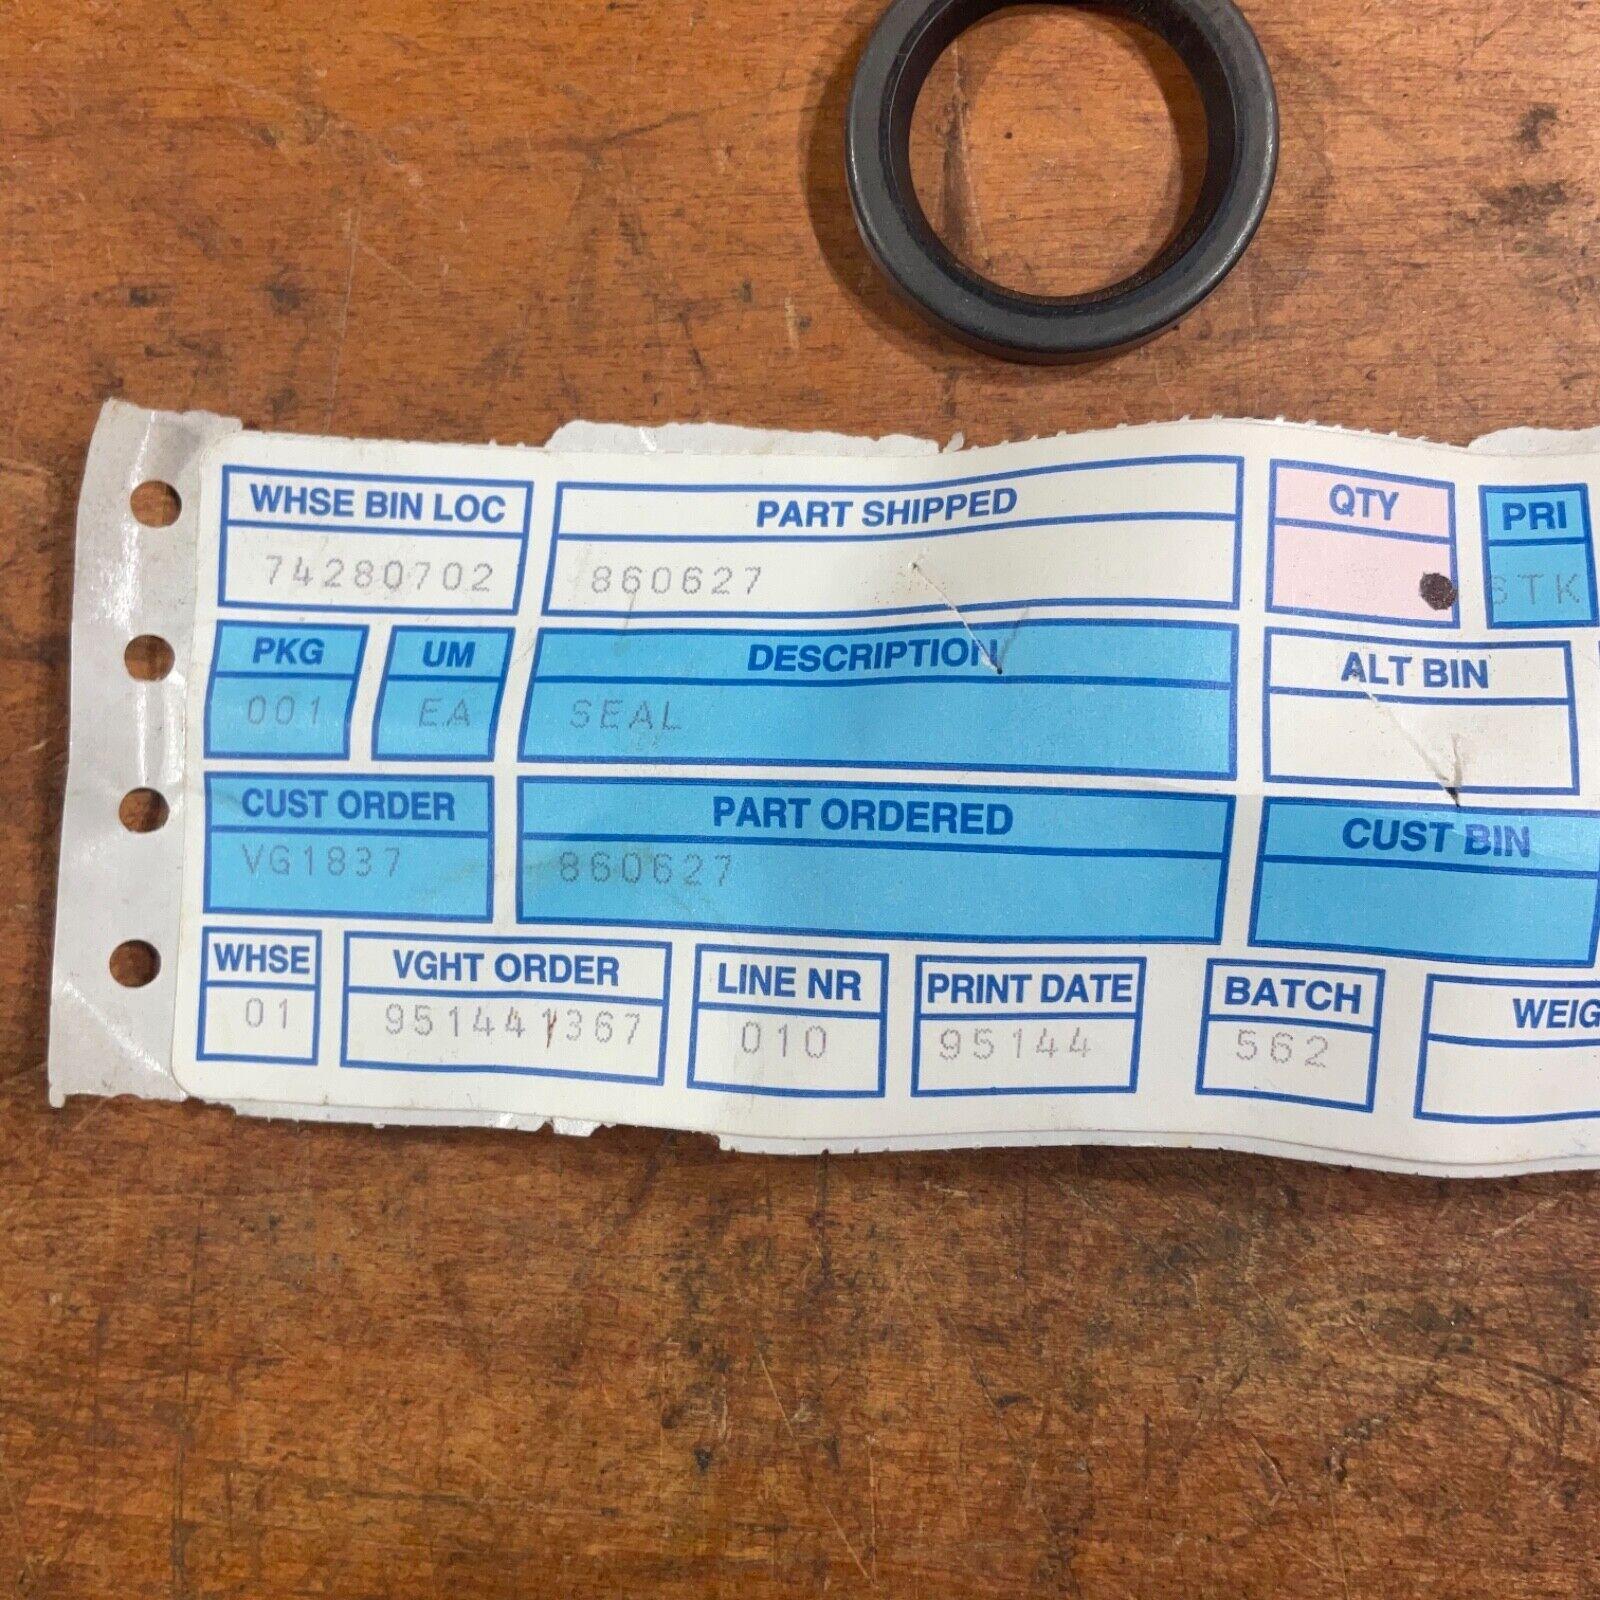 WHSE BIN LOC PART SHIPPED QTY PRI
74280702 860627 STK
PKG UM DESCRIPTION ALT BIN
001 EA SEAL
CUST ORDER PART ORDERED CUST BIN
VG1837 860627
WHSE VGHT ORDER LINE NR PRINT DATE BATCH WEIG
01 951441367 010 95144 562